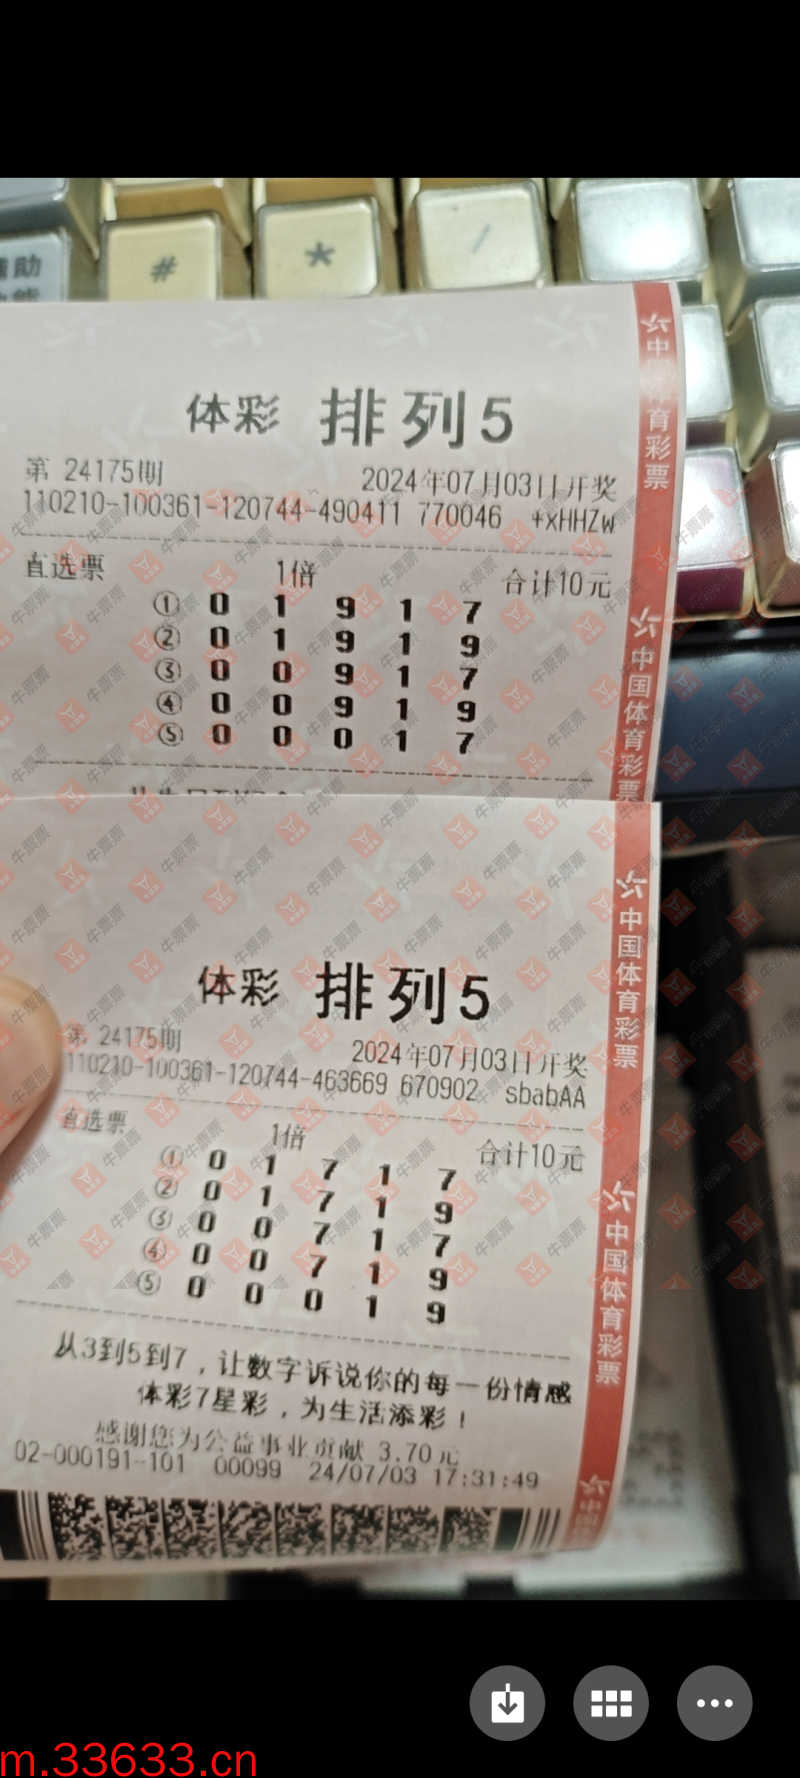 助
#
*
/
体彩 排列5
第 24175期 2024年07月03日开奖
110210-100361-120744-490411 770046 +xHHZw
直选票 1倍 合计10元
① 0 1 9 1 7
② 0 1 9 1 9
③ 0 0 9 1 7
④ 0 0 9 1 9
⑤ 0 0 0 1 7
中国体育彩票
体彩 排列5
第 24175期 2024年07月03日开奖
110210-100361-120744-463669 670902 sbabAA
直选票 1倍 合计10元
① 0 1 7 1 7
② 0 1 7 1 9
③ 0 0 7 1 7
④ 0 0 7 1 9
⑤ 0 0 0 1 9
从3到5到7，让数字诉说你的每一份情感
体彩7星彩，为生活添彩！
感谢您为公益事业贡献 3.70元
02-000191-101 00099 24/07/03 17:31:49
中国体育彩票
中国体育彩票
牛票票
m.33633.cn